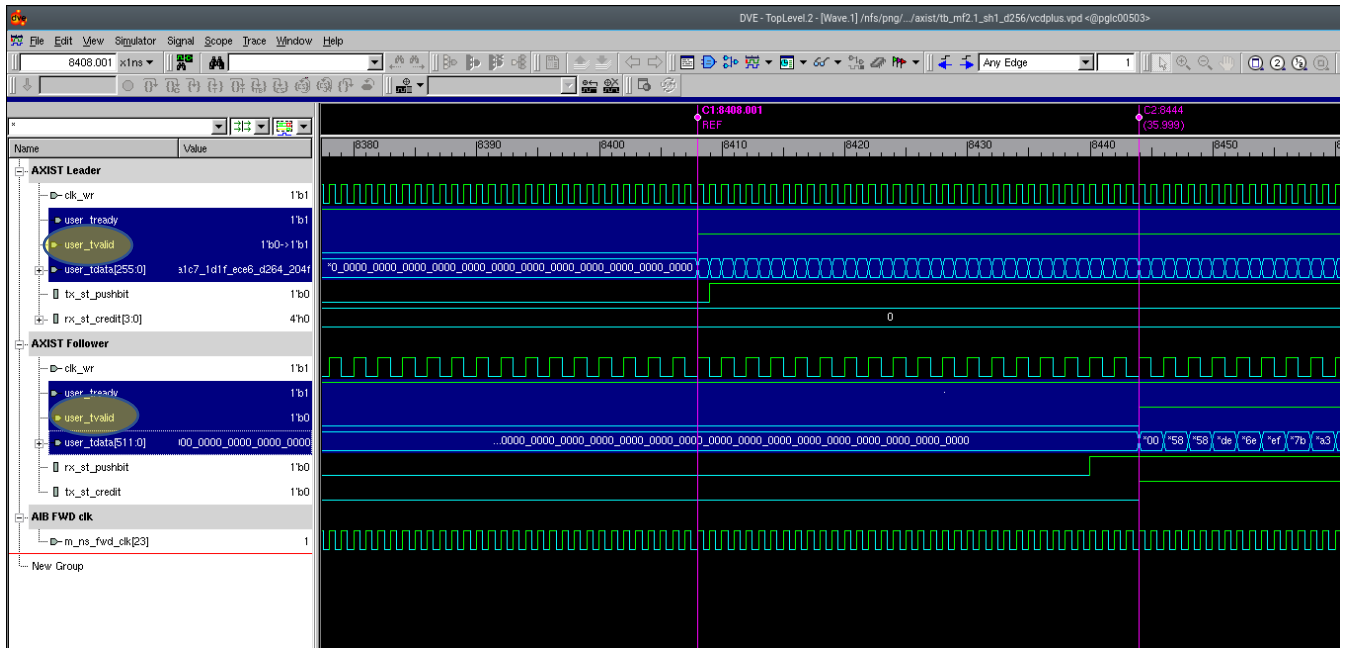 dve
DVE - TopLevel.2 - [Wave.1] /nfs/png/.../axist/tb_mf2.1_sh1_d256/vcdplus.vpd <@pglc00503>
File Edit View Simulator Signal Scope Trace Window Help
8408.001 x1ns Any Edge 1
C1:8408.001 C2:8444
* REF (35.999)
Name Value 8380 8390 8400 8410 8420 8430 8440 8450
AXIST Leader
clk_wr 1'b1
user_tready 1'b1
user_tvalid 1'b0->1'b1
user_tdata[255:0] a1c7_1d1f_ece6_d264_204f *0_0000_0000_0000_0000_0000_0000_0000_0000_0000_0000_0000_0000
tx_st_pushbit 1'b0
rx_st_credit[3:0] 4'h0 0
AXIST Follower
clk_wr 1'b1
user_tready 1'b1
user_tvalid 1'b0
user_tdata[511:0] 00_0000_0000_0000_0000 ...0000_0000_0000_0000_0000_0000_0000_0000_0000_0000_0000_0000_0000_0000_0000_0000 *00 *58 *58 *de *6e *ef *7b *a3
rx_st_pushbit 1'b0
tx_st_credit 1'b0
AIB FWD clk
m_ns_fwd_clk[23] 1
New Group